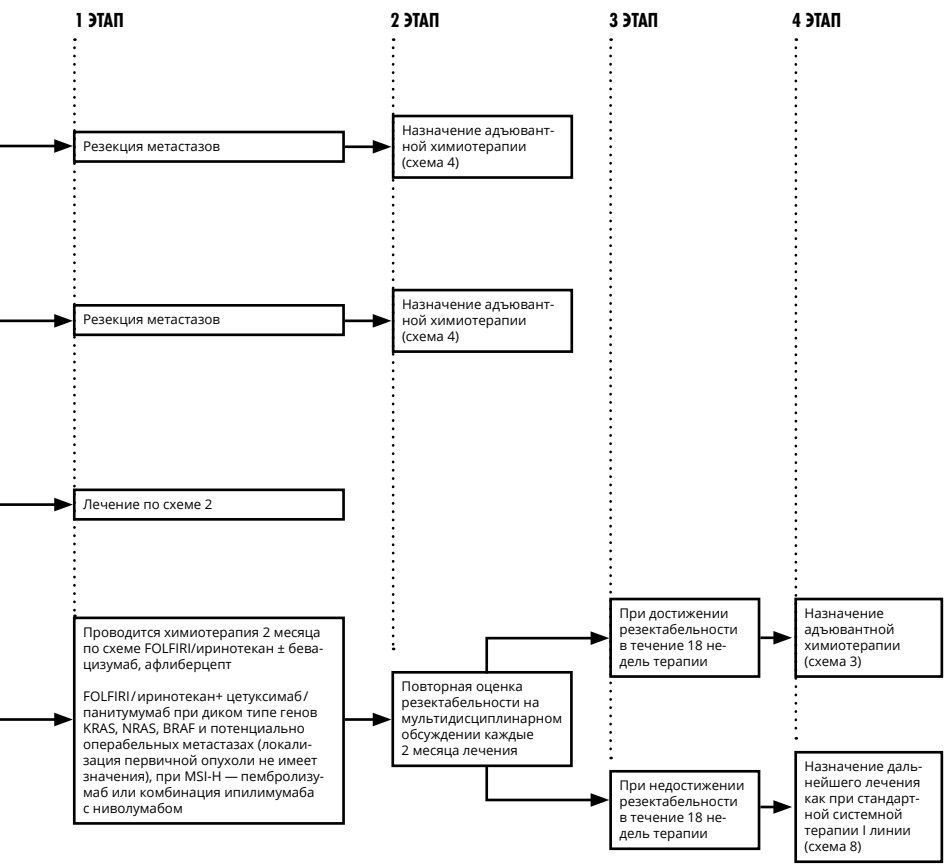 1 ЭТАП
2 ЭТАП
3 ЭТАП
4 ЭТАП
Резекция метастазов
Назначение адъювант-
ной химиотерапии
(схема 4)
Резекция метастазов
Назначение адъювант-
ной химиотерапии
(схема 4)
Лечение по схеме 2
Проводится химиотерапия 2 месяца
по схеме FOLFIRI/иринотекан ± бева-
цизумаб, афлиберцепт
FOLFIRI/иринотекан+ цетуксимаб/
панитумумаб при диком типе генов
KRAS, NRAS, BRAF и потенциально
операбельных метастазах (локали-
зация первичной опухоли не имеет
значения), при MSI-H — пембролизу-
маб или комбинация ипилимумаба
с ниволумабом
Повторная оценка
резектабельности на
мультидисциплинарном
обсуждении каждые
2 месяца лечения
При достижении
резектабельности
в течение 18 не-
дель терапии
Назначение
адъювантной
химиотерапии
(схема 3)
При недостижении
резектабельности
в течение 18 не-
дель терапии
Назначение даль-
нейшего лечения
как при стандарт-
ной системной
терапии I линии
(схема 8)